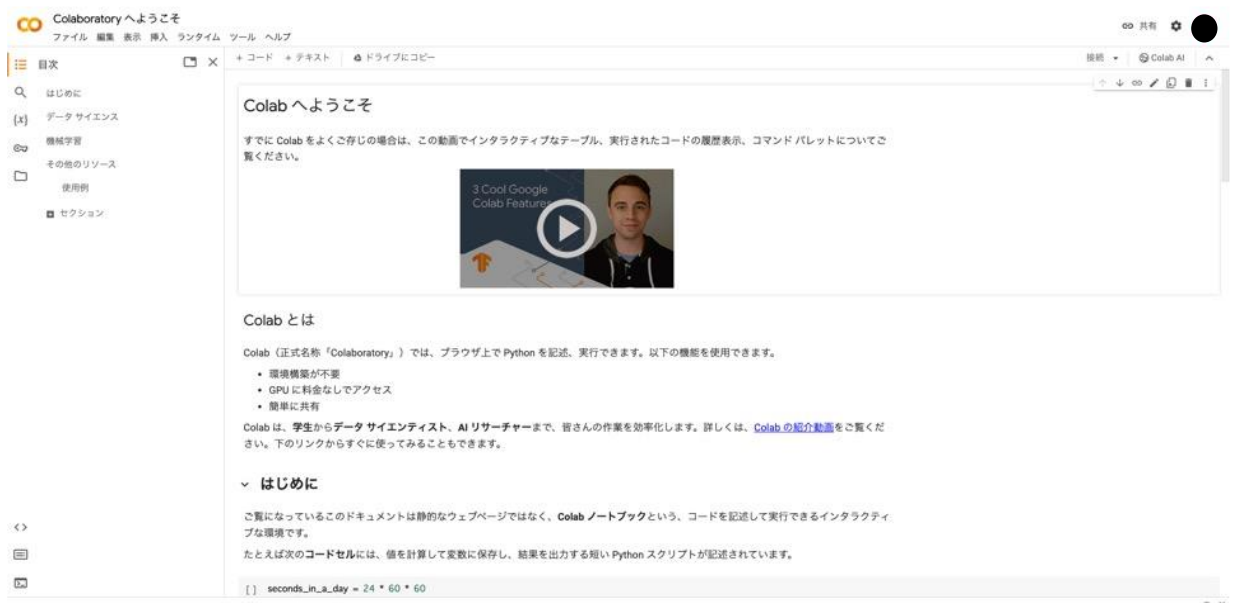 Colaboratory へようこそ
ファイル 編集 表示 挿入 ランタイム ツール ヘルプ
共有
目次
+ コード + テキスト ドライブにコピー
接続 Colab AI
はじめに
データ サイエンス
機械学習
その他のリソース
使用例
セクション
Colab へようこそ
すでに Colab をよくご存じの場合は、この動画でインタラクティブなテーブル、実行されたコードの履歴表示、コマンド パレットについてご
覧ください。
3 Cool Google
Colab Features
Colab とは
Colab（正式名称「Colaboratory」）では、ブラウザ上で Python を記述、実行できます。以下の機能を使用できます。
• 環境構築が不要
• GPU に料金なしでアクセス
• 簡単に共有
Colab は、学生からデータ サイエンティスト、AI リサーチャーまで、皆さんの作業を効率化します。詳しくは、Colab の紹介動画をご覧くだ
さい。下のリンクからすぐに使ってみることもできます。
はじめに
ご覧になっているこのドキュメントは静的なウェブページではなく、Colab ノートブックという、コードを記述して実行できるインタラクティ
ブな環境です。
たとえば次のコードセルには、値を計算して変数に保存し、結果を出力する短い Python スクリプトが記述されています。
[ ] seconds_in_a_day = 24 * 60 * 60